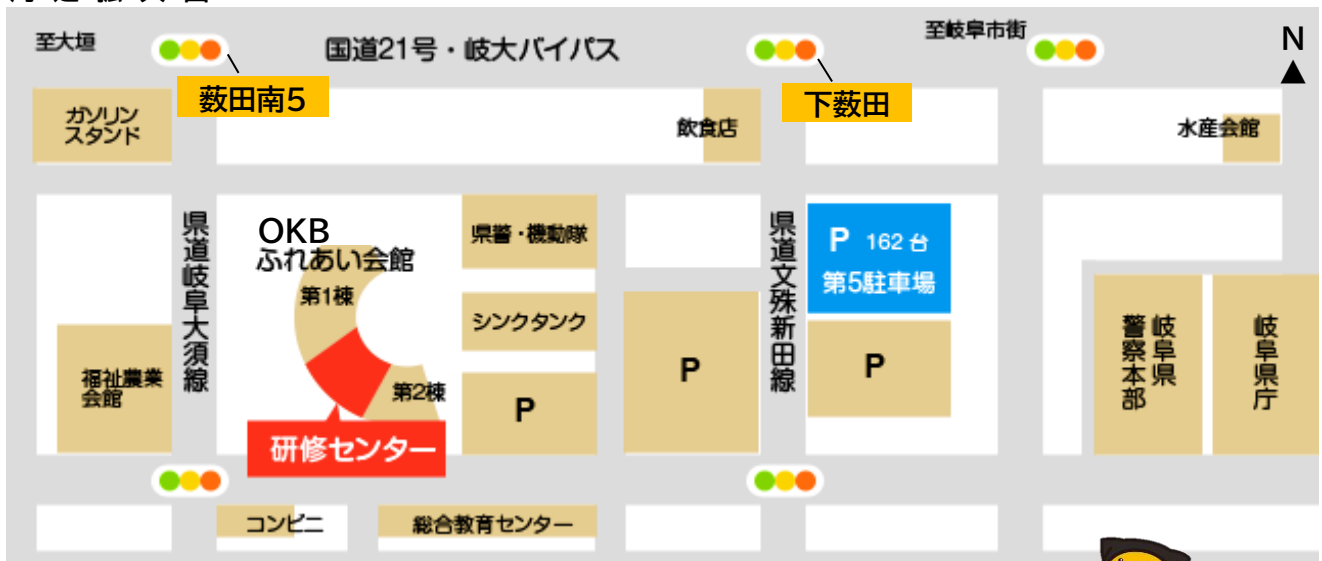 至大垣
国道21号・岐大バイパス
至岐阜市街
N
薮田南5
下薮田
ガソリン
スタンド
飲食店
水産会館
県道岐阜大須線
OKB
ふれあい会館
第1棟
県警・機動隊
シンクタンク
県道文殊新田線
P 162台
第5駐車場
福祉農業
会館
第2棟
P
P
P
岐阜県
警察本部
岐阜県庁
研修センター
コンビニ
総合教育センター